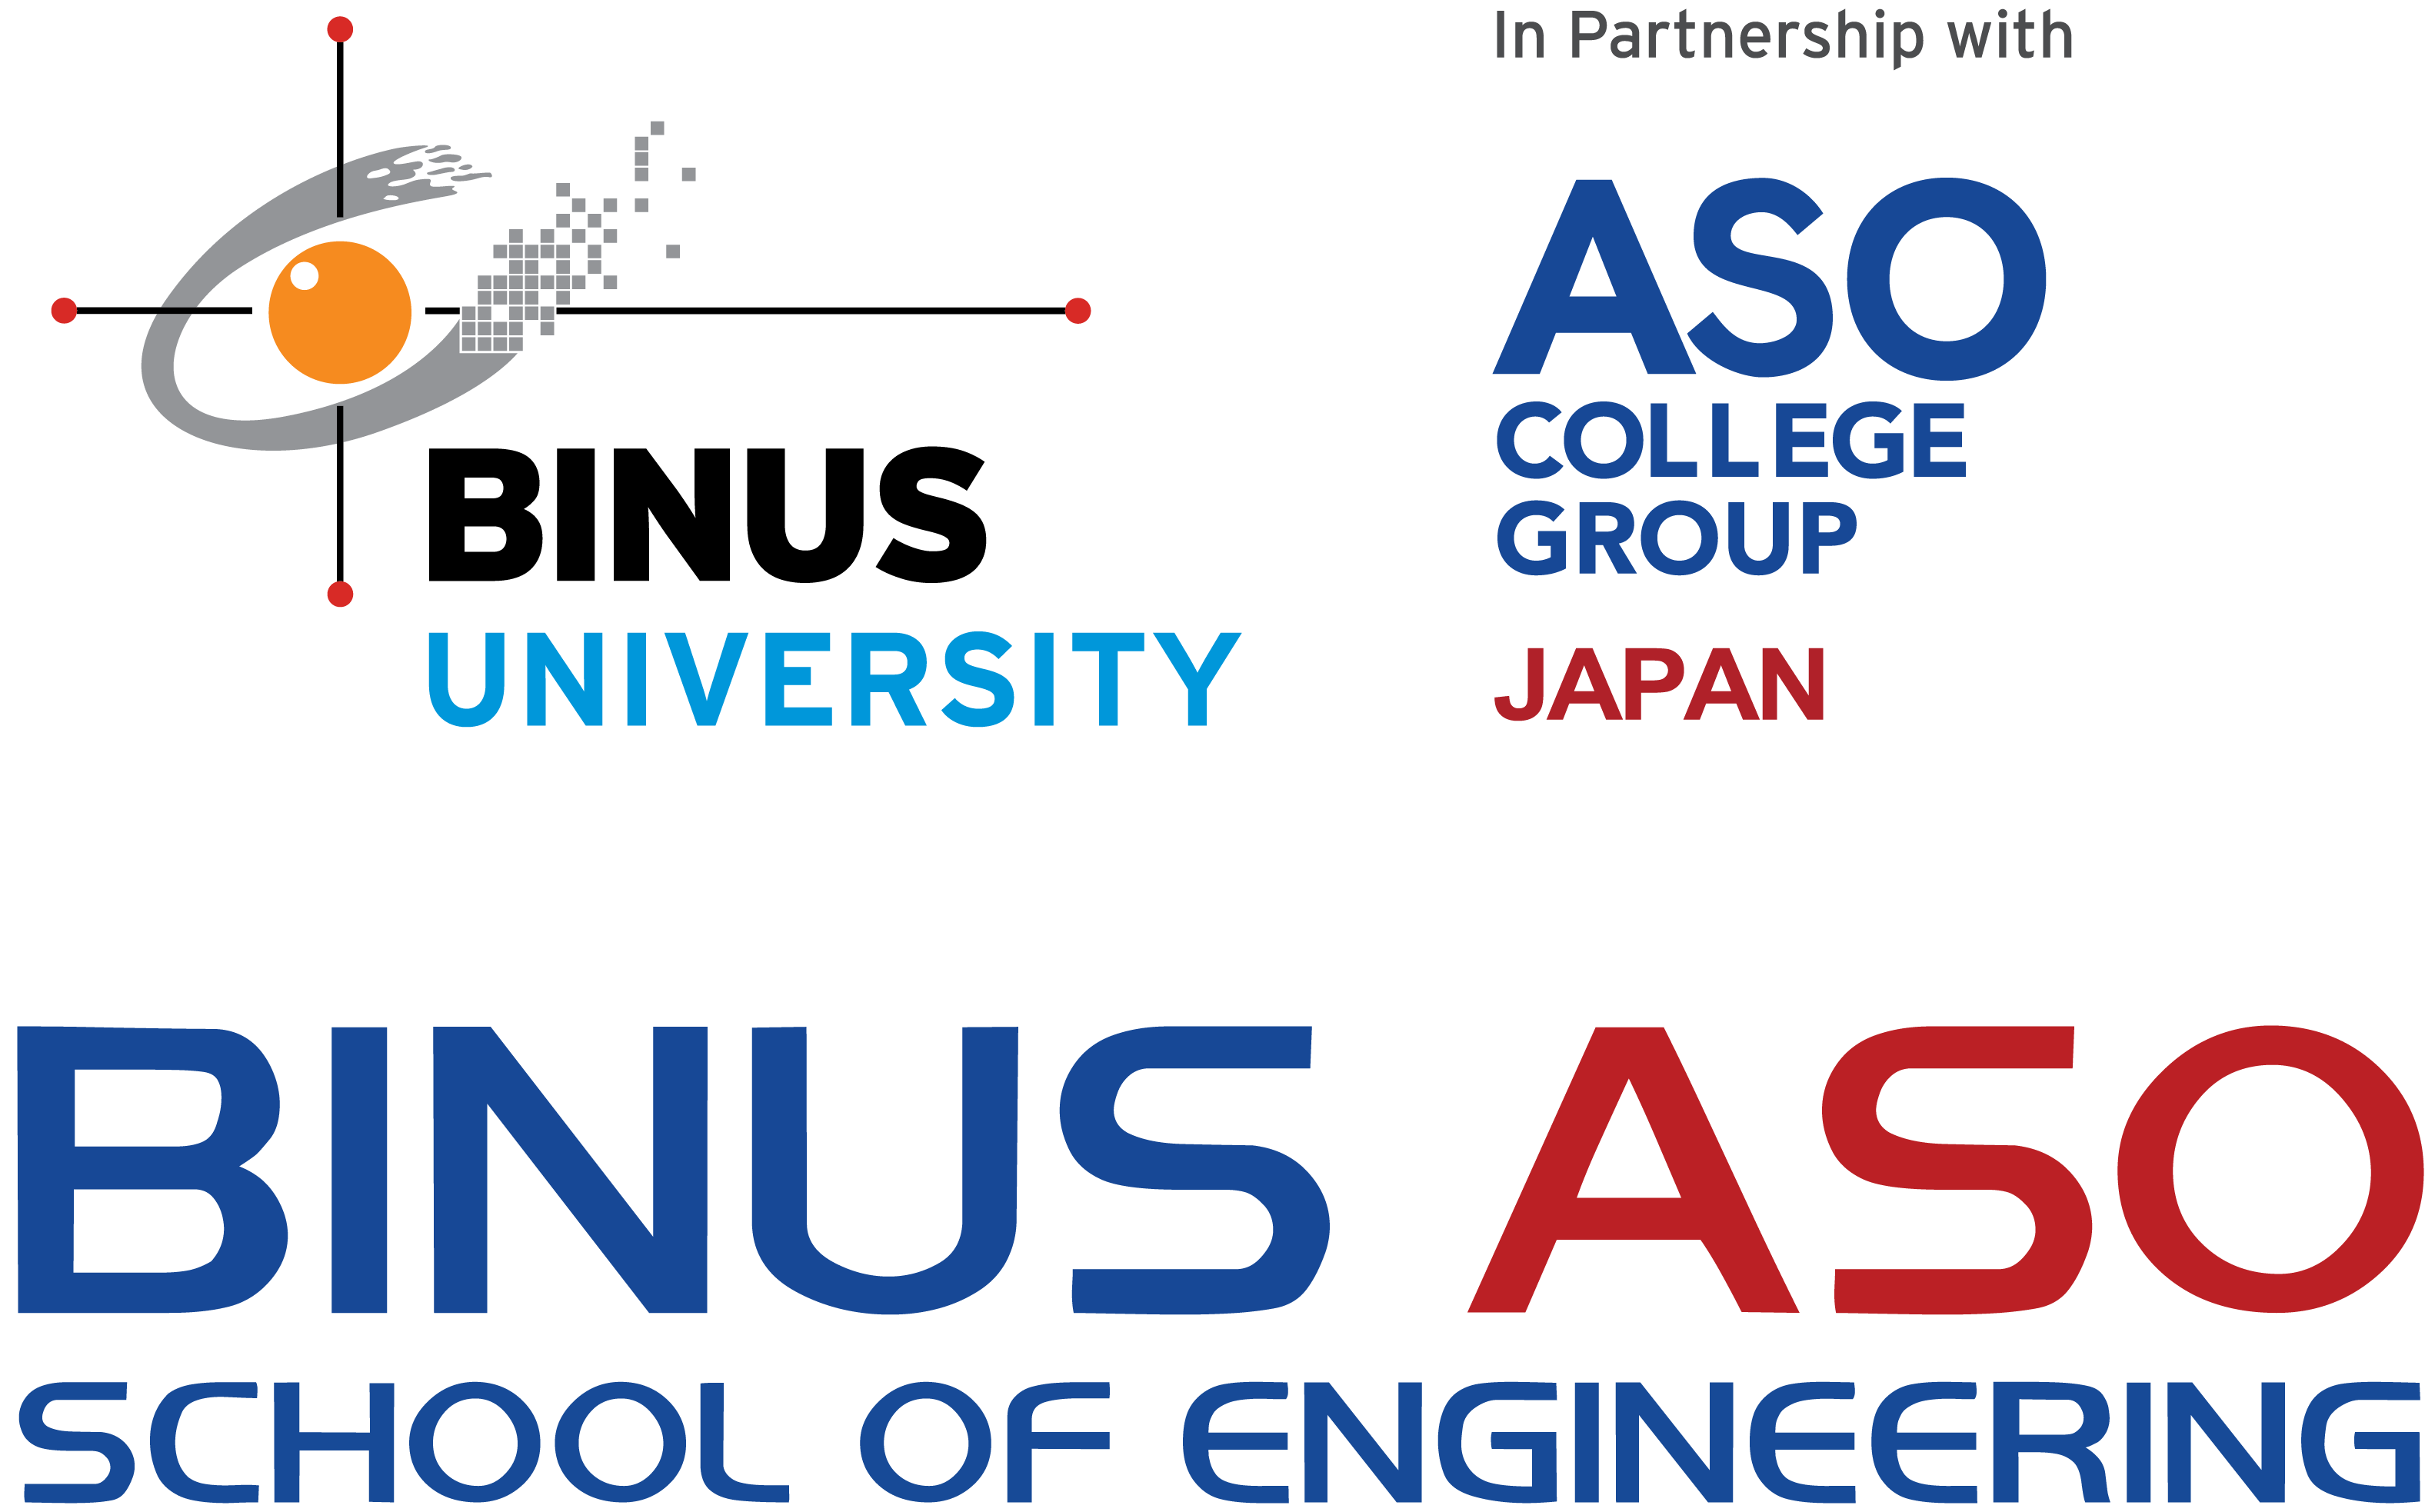 BINUS
UNIVERSITY
In Partnership with
ASO
COLLEGE
GROUP
JAPAN
BINUS ASO
SCHOOL OF ENGINEERING